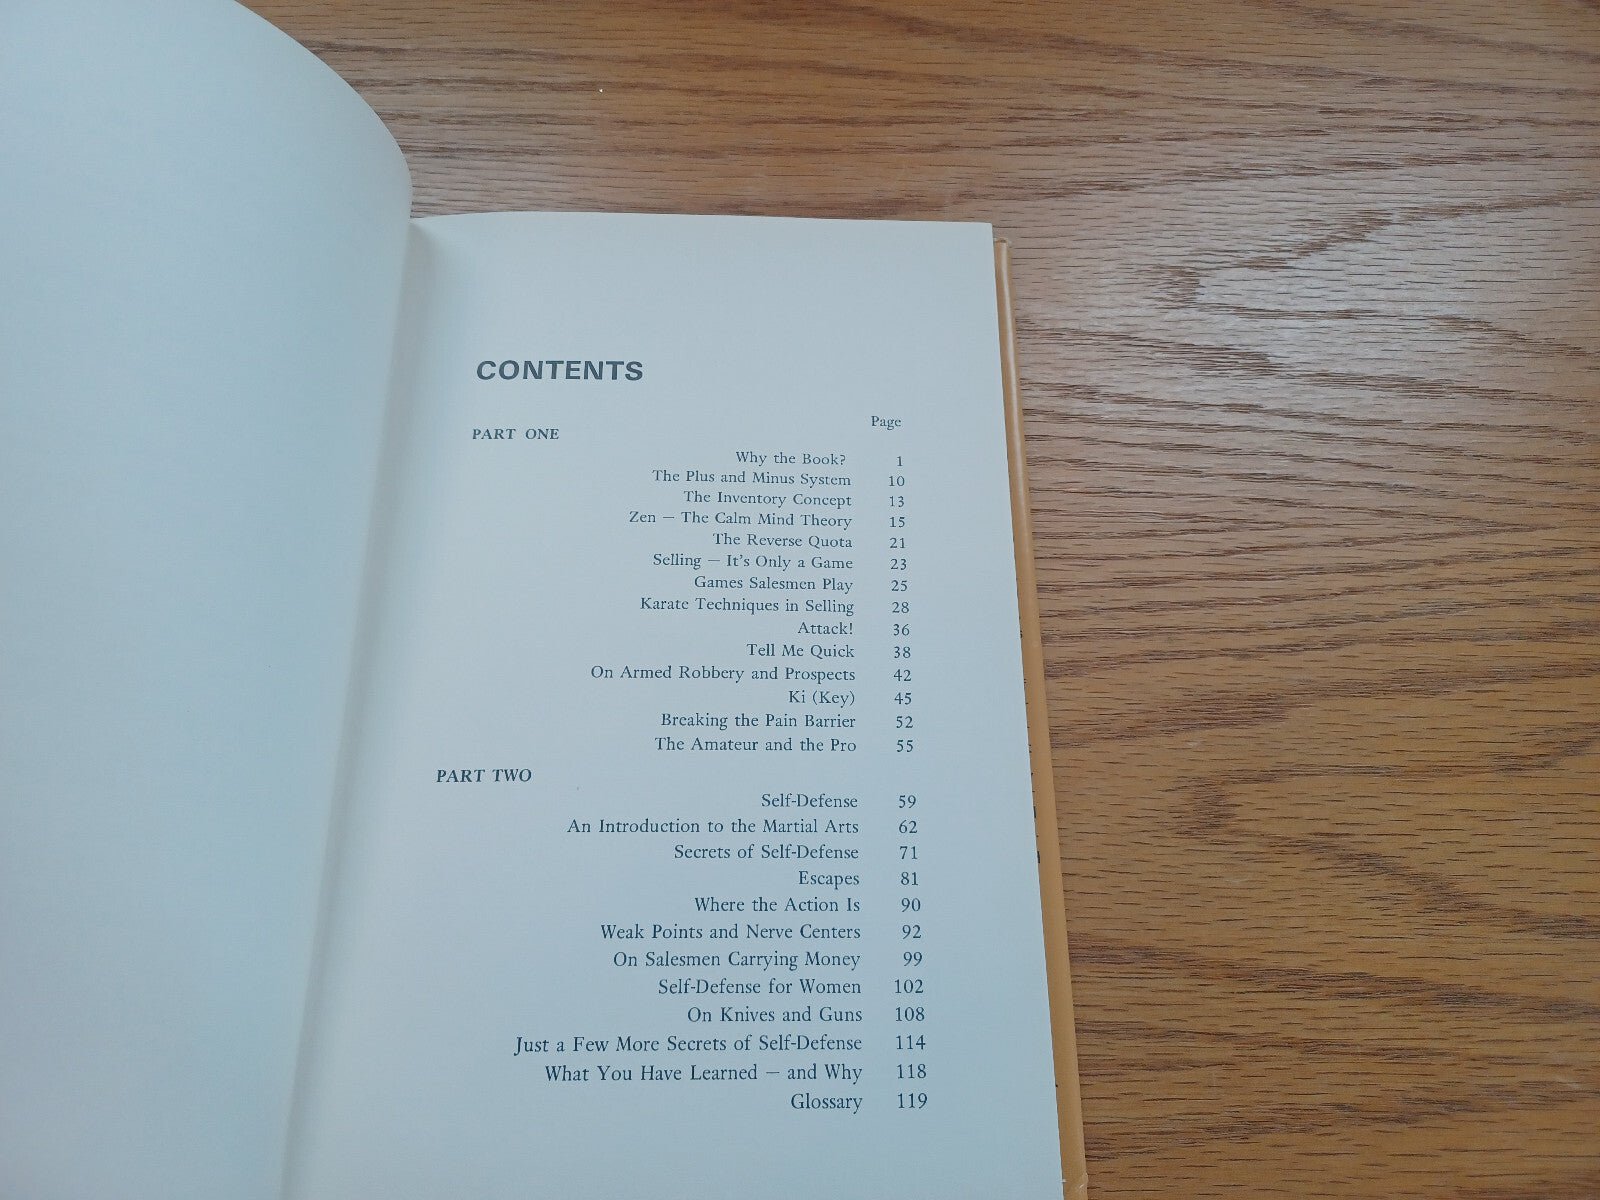 CONTENTS
Page
PART ONE
Why the Book? 1
The Plus and Minus System 10
The Inventory Concept 13
Zen — The Calm Mind Theory 15
The Reverse Quota 21
Selling — It's Only a Game 23
Games Salesmen Play 25
Karate Techniques in Selling 28
Attack! 36
Tell Me Quick 38
On Armed Robbery and Prospects 42
Ki (Key) 45
Breaking the Pain Barrier 52
The Amateur and the Pro 55
PART TWO
Self-Defense 59
An Introduction to the Martial Arts 62
Secrets of Self-Defense 71
Escapes 81
Where the Action Is 90
Weak Points and Nerve Centers 92
On Salesmen Carrying Money 99
Self-Defense for Women 102
On Knives and Guns 108
Just a Few More Secrets of Self-Defense 114
What You Have Learned — and Why 118
Glossary 119